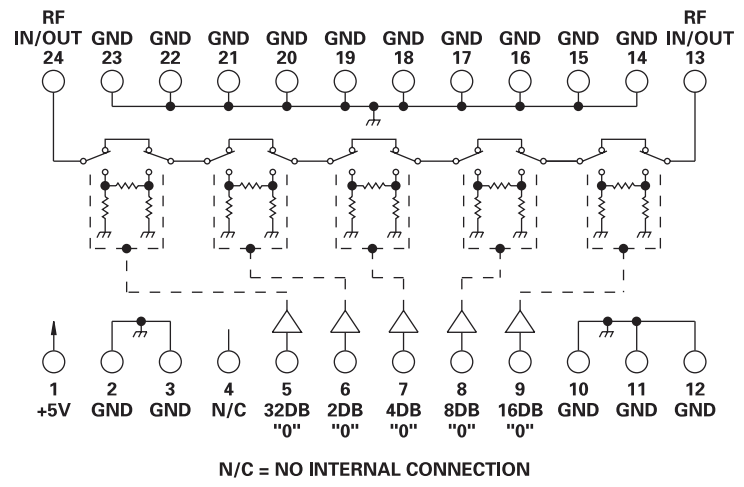 RF RF
IN/OUT GND GND GND GND GND GND GND GND GND GND IN/OUT
24 23 22 21 20 19 18 17 16 15 14 13
1 2 3 4 5 6 7 8 9 10 11 12
+5V GND GND N/C 32DB 2DB 4DB 8DB 16DB GND GND GND
"0" "0" "0" "0" "0"
N/C = NO INTERNAL CONNECTION